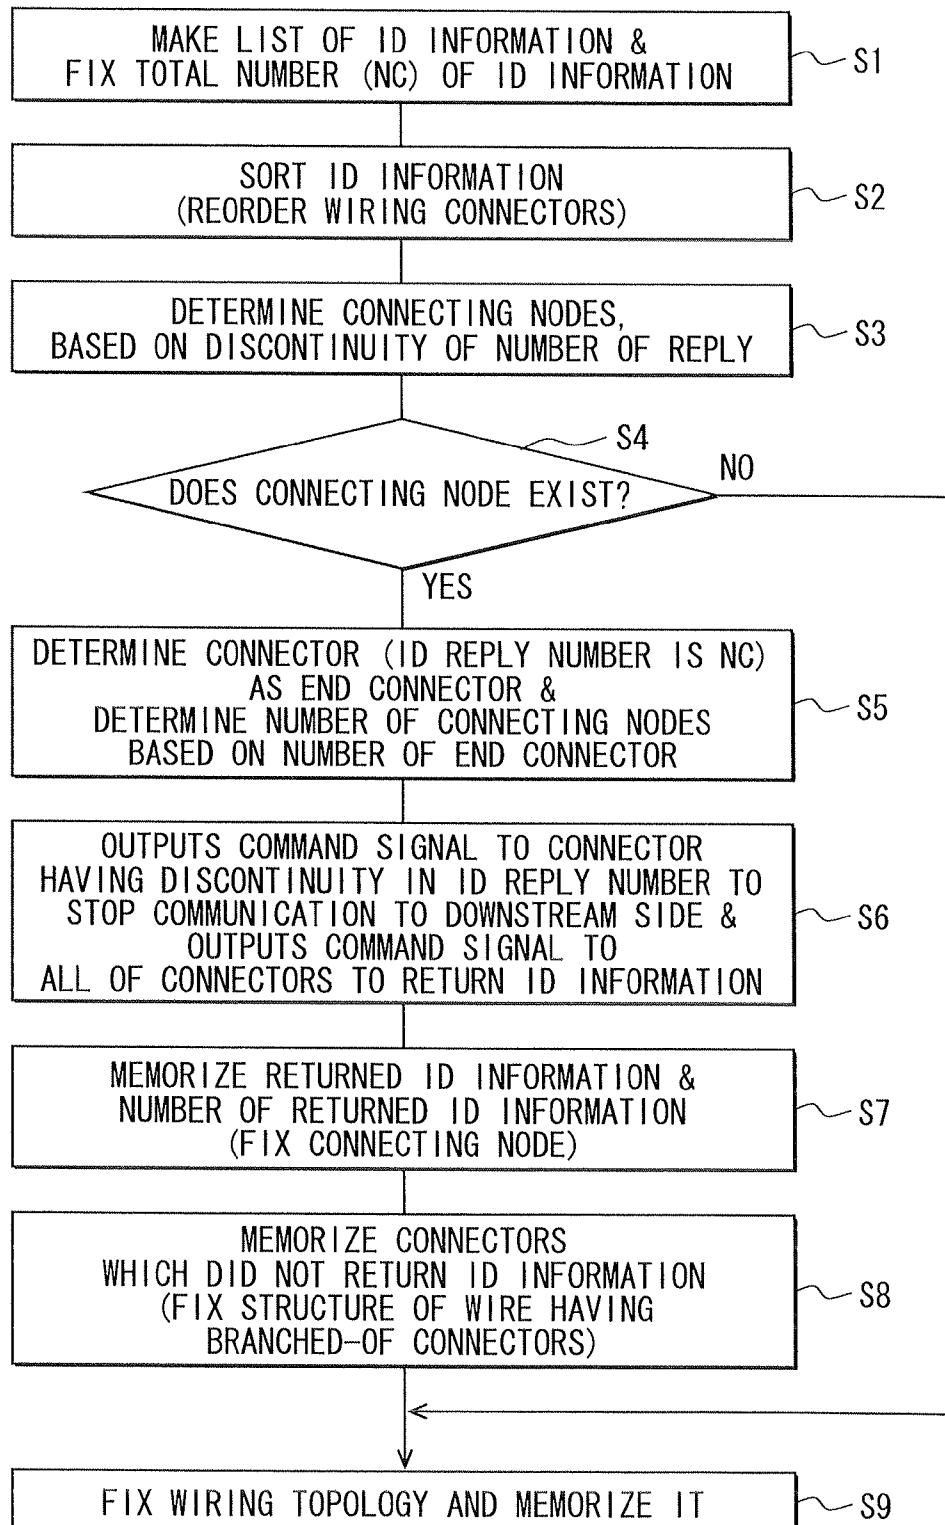 MAKE LIST OF ID INFORMATION &
FIX TOTAL NUMBER (NC) OF ID INFORMATION
S1
SORT ID INFORMATION
(REORDER WIRING CONNECTORS)
S2
DETERMINE CONNECTING NODES,
BASED ON DISCONTINUITY OF NUMBER OF REPLY
S3
S4
NO
DOES CONNECTING NODE EXIST?
YES
DETERMINE CONNECTOR (ID REPLY NUMBER IS NC)
AS END CONNECTOR &
DETERMINE NUMBER OF CONNECTING NODES
BASED ON NUMBER OF END CONNECTOR
S5
OUTPUTS COMMAND SIGNAL TO CONNECTOR
HAVING DISCONTINUITY IN ID REPLY NUMBER TO
STOP COMMUNICATION TO DOWNSTREAM SIDE &
OUTPUTS COMMAND SIGNAL TO
ALL OF CONNECTORS TO RETURN ID INFORMATION
S6
MEMORIZE RETURNED ID INFORMATION &
NUMBER OF RETURNED ID INFORMATION
(FIX CONNECTING NODE)
S7
MEMORIZE CONNECTORS
WHICH DID NOT RETURN ID INFORMATION
(FIX STRUCTURE OF WIRE HAVING
BRANCHED-OF CONNECTORS)
S8
FIX WIRING TOPOLOGY AND MEMORIZE IT
S9